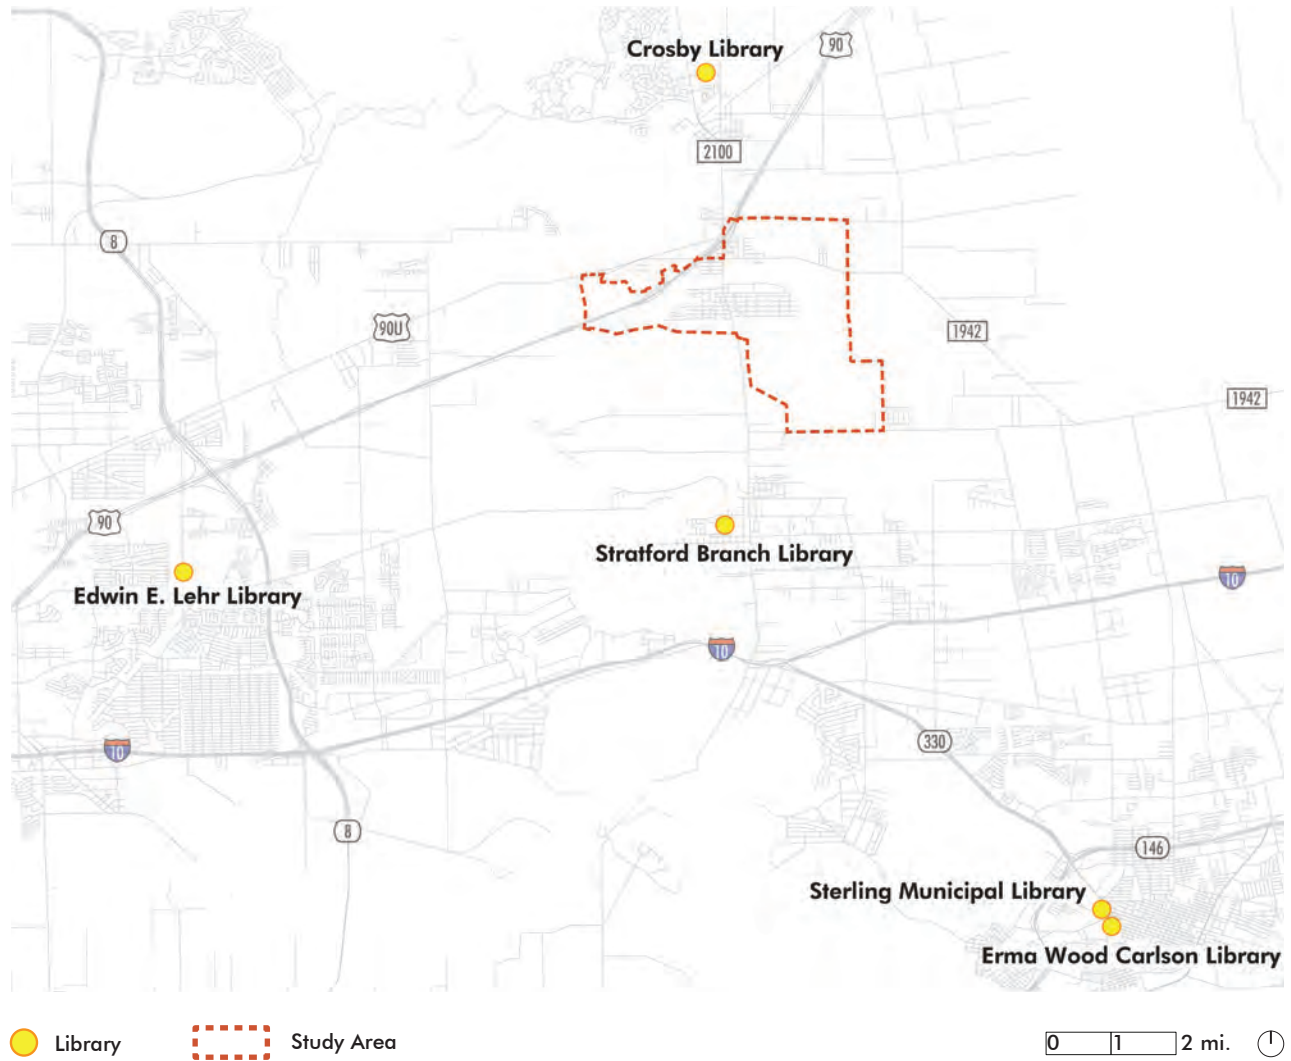 Crosby Library
90
2100
8
90U
1942
1942
90
Stratford Branch Library
Edwin E. Lehr Library
10
10
10
330
8
146
Sterling Municipal Library
Erma Wood Carlson Library
Library
Study Area
0 1 2 mi.